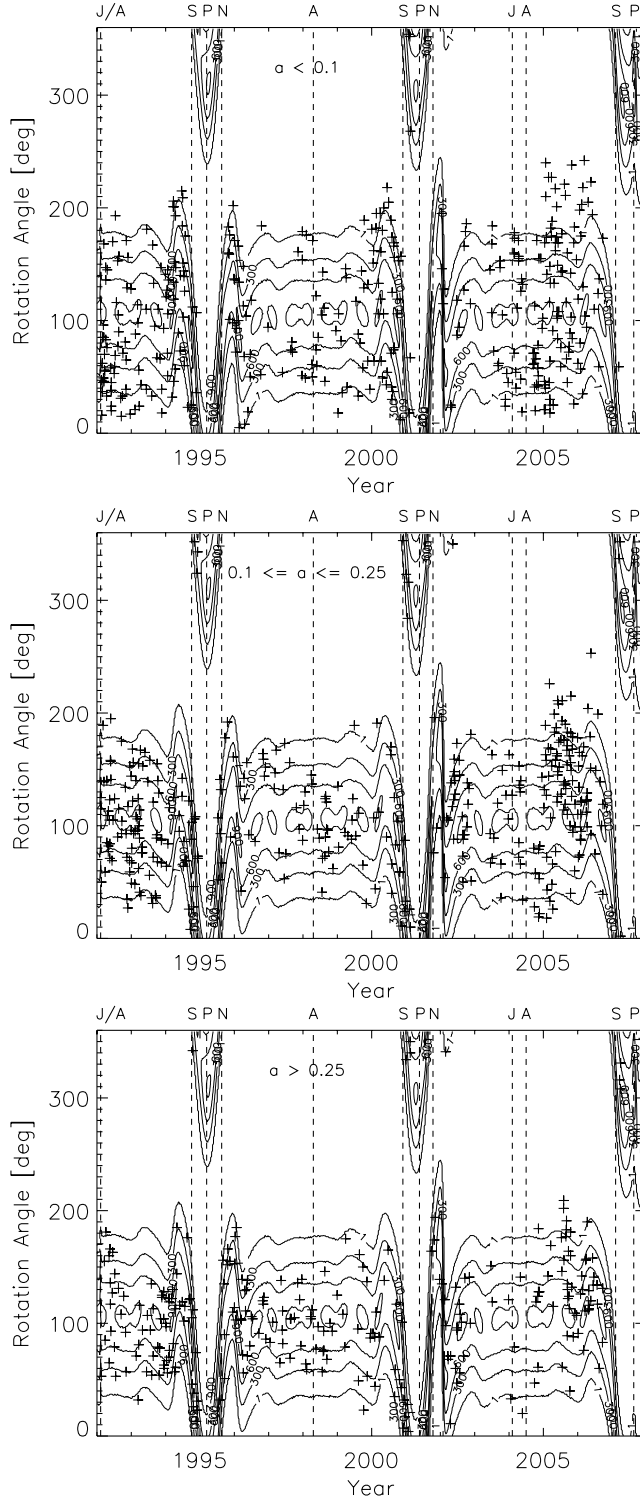 J/A S P N A S P N J A S P
a < 0.1
300
200
100
0
Rotation Angle [deg]
1995 2000 2005
Year
J/A S P N A S P N J A S P
0.1 <= a <= 0.25
300
200
100
0
Rotation Angle [deg]
1995 2000 2005
Year
J/A S P N A S P N J A S P
a > 0.25
300
200
100
0
Rotation Angle [deg]
1995 2000 2005
Year